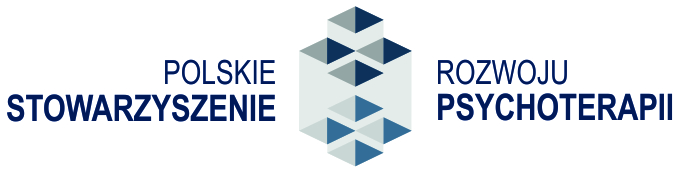 POLSKIE
STOWARZYSZENIE
ROZWOJU
PSYCHOTERAPII